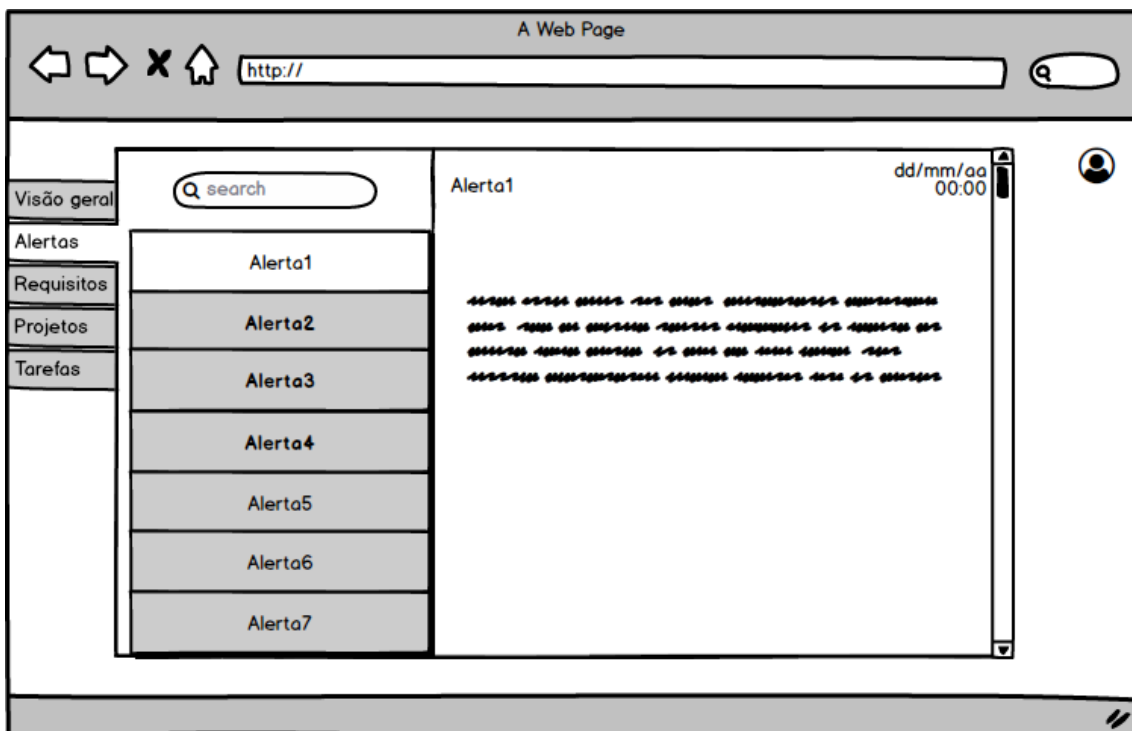 A Web Page
http://
Visão geral
Alertas
Requisitos
Projetos
Tarefas
search
Alerta1
Alerta2
Alerta3
Alerta4
Alerta5
Alerta6
Alerta7
Alerta1
dd/mm/aa
00:00